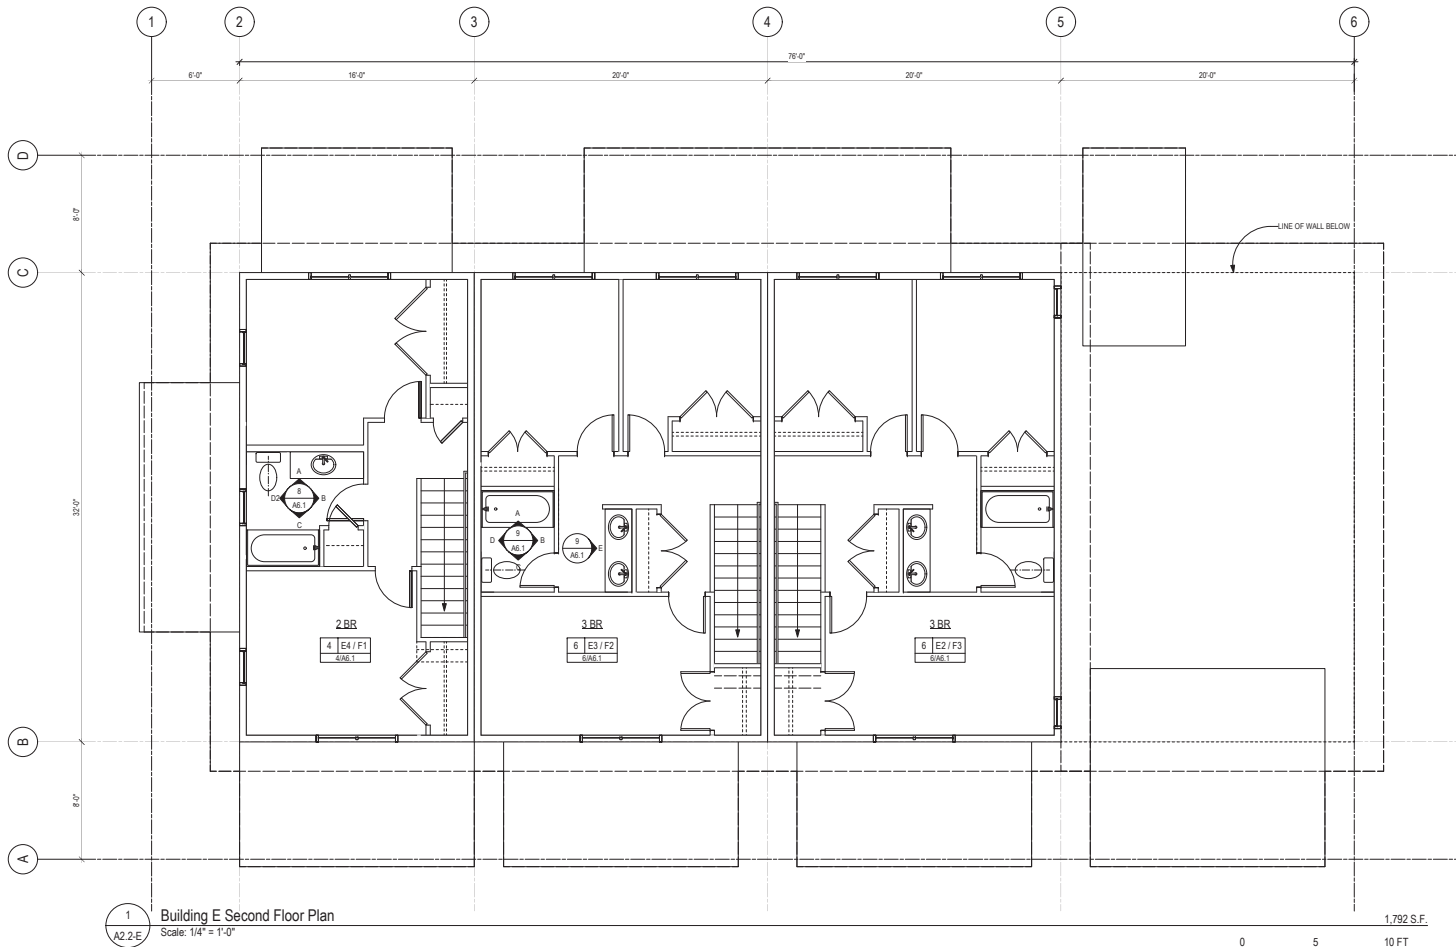 1 2 3 4 5 6
76'-0"
6'-0" 16'-0" 20'-0" 20'-0" 20'-0"
D
8'-0"
LINE OF WALL BELOW
C
A
8
D2 B
A6.1
C
32'-0"
A
9
D B
A6.1
C
9
E
A6.1
2 BR
4 E4 / F1
4/A6.1
3 BR
6 E3 / F2
6/A6.1
3 BR
6 E2 / F3
6/A6.1
B
8'-0"
A
1
A2.2-E
Building E Second Floor Plan
Scale: 1/4" = 1'-0"
1,792 S.F.
0 5 10 FT